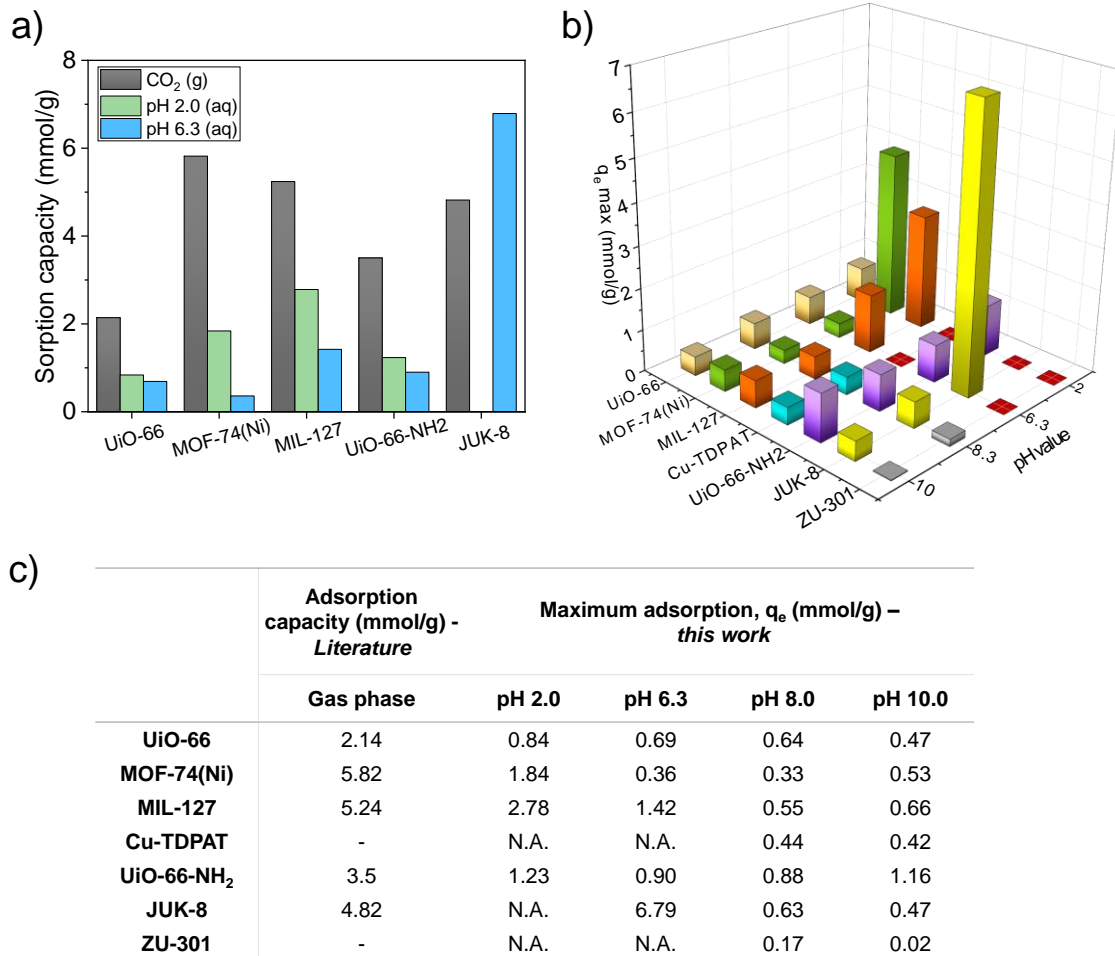 a)
8
6
4
2
0
Sorption capacity (mmol/g)
CO₂ (g)
pH 2.0 (aq)
pH 6.3 (aq)
UiO-66
MOF-74(Ni)
MIL-127
UiO-66-NH2
JUK-8
b)
7
6
5
4
3
2
1
0
qₑ max (mmol/g)
UiO-66
MOF-74(Ni)
MIL-127
Cu-TDPAT
UiO-66-NH2
JUK-8
ZU-301
2
6.3
8.3
10
pH value
c)
Adsorption capacity (mmol/g) - Literature
Maximum adsorption, qₑ (mmol/g) – this work
Gas phase pH 2.0 pH 6.3 pH 8.0 pH 10.0
UiO-66 2.14 0.84 0.69 0.64 0.47
MOF-74(Ni) 5.82 1.84 0.36 0.33 0.53
MIL-127 5.24 2.78 1.42 0.55 0.66
Cu-TDPAT - N.A. N.A. 0.44 0.42
UiO-66-NH₂ 3.5 1.23 0.90 0.88 1.16
JUK-8 4.82 N.A. 6.79 0.63 0.47
ZU-301 - N.A. N.A. 0.17 0.02